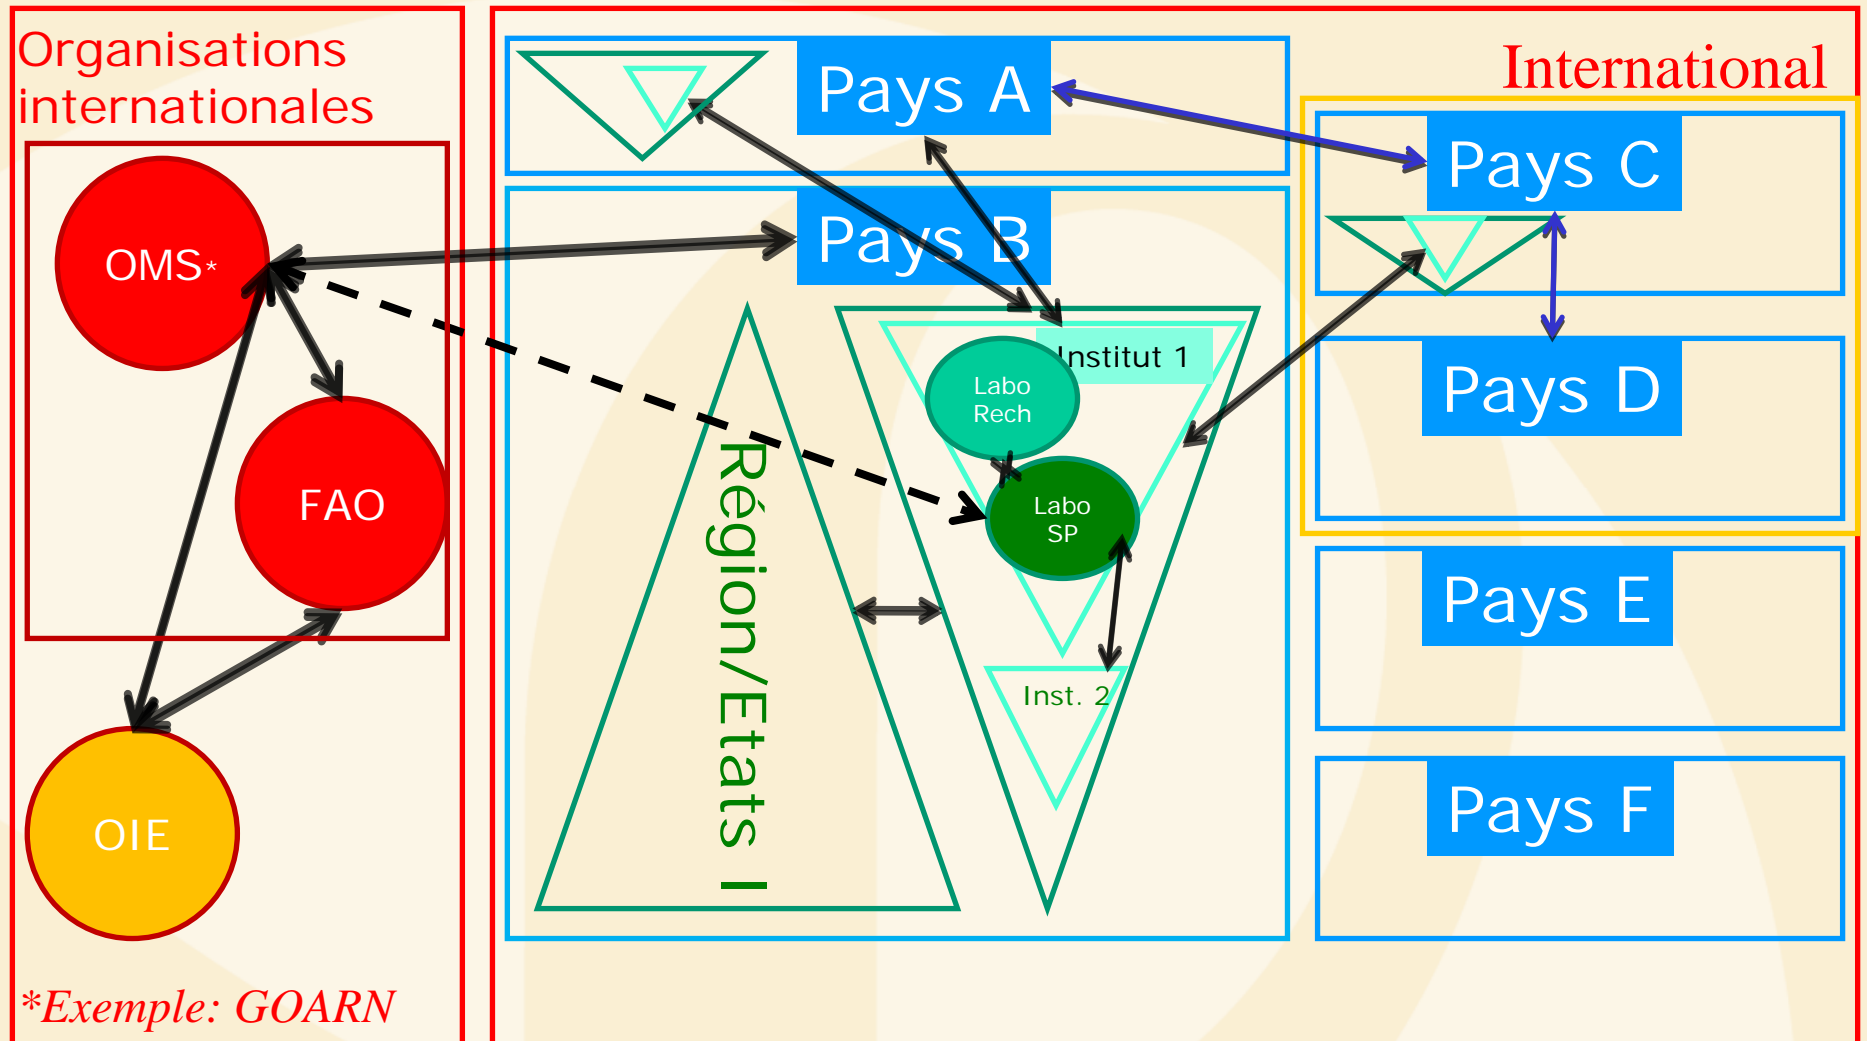 Organisations
internationales
OMS*
FAO
OIE
*Exemple: GOARN
International
Pays A
Pays B
Région/Etats I
Institut 1
Labo
Rech
Labo
SP
Inst. 2
Pays C
Pays D
Pays E
Pays F